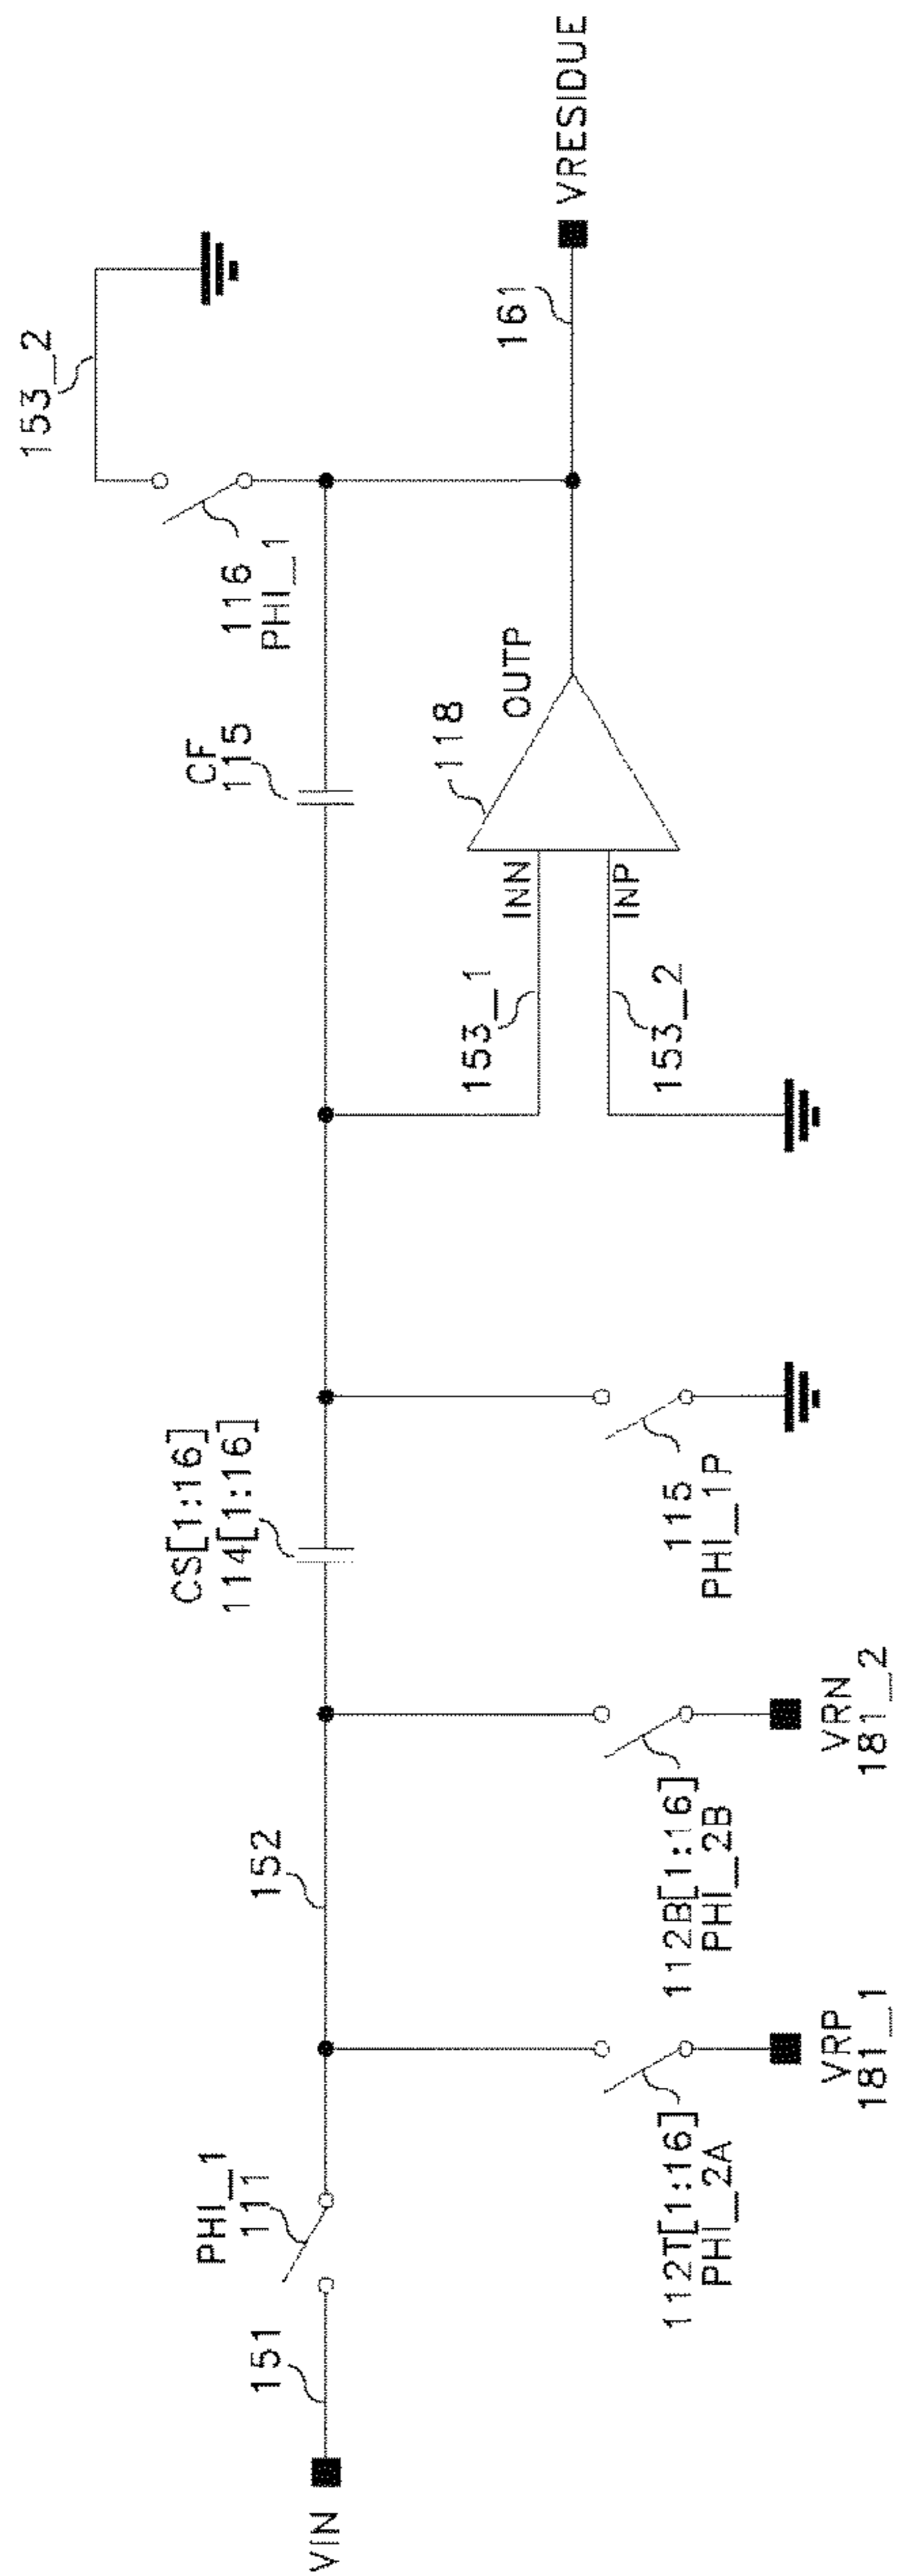 VIN
151
PHI_1
111
152
CS[1:16]
114[1:16]
CF
115
116
PHI_1
153_2
112T[1:16]
PHI_2A
VRP
181_1
112B[1:16]
PHI_2B
VRN
181_2
115
PHI_1P
153_1
153_2
INN
INP
118
OUTP
161
VRESIDUE